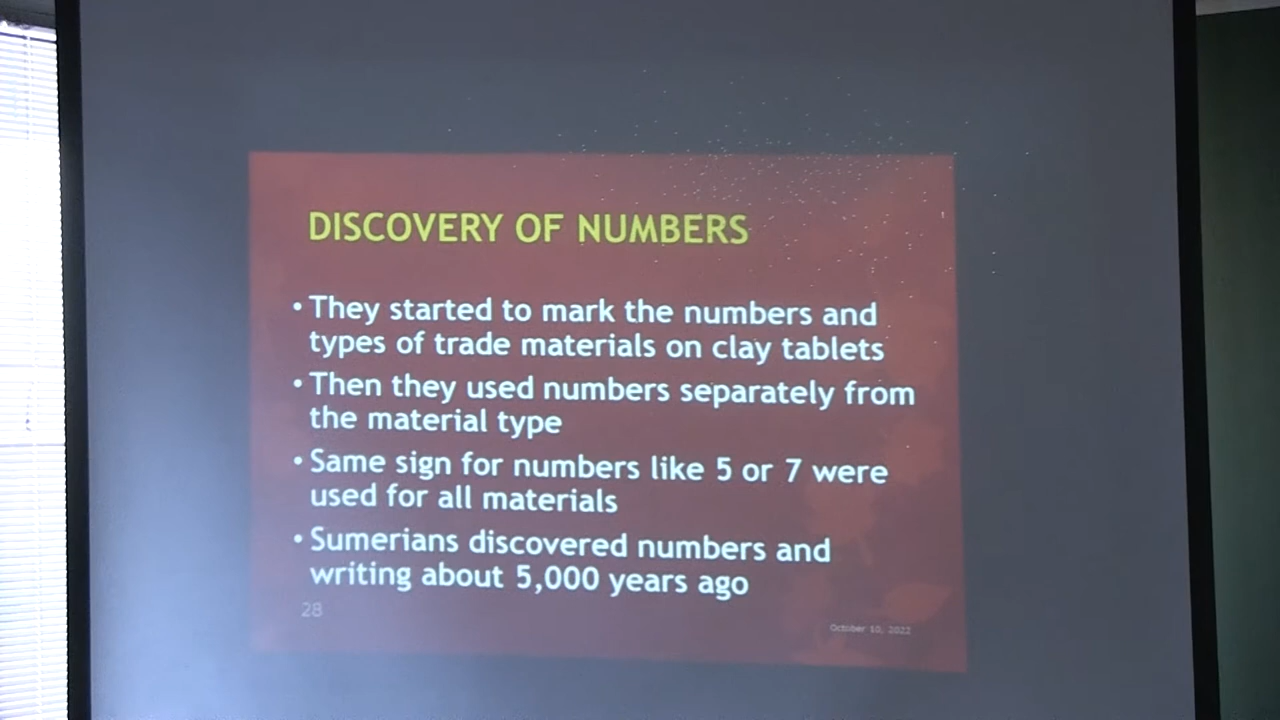 DISCOVERY OF NUMBERS
• They started to mark the numbers and
types of trade materials on clay tablets
• Then they used numbers separately from
the material type
• Same sign for numbers like 5 or 7 were
used for all materials
• Sumerians discovered numbers and
writing about 5,000 years ago
28
October 10, 2022